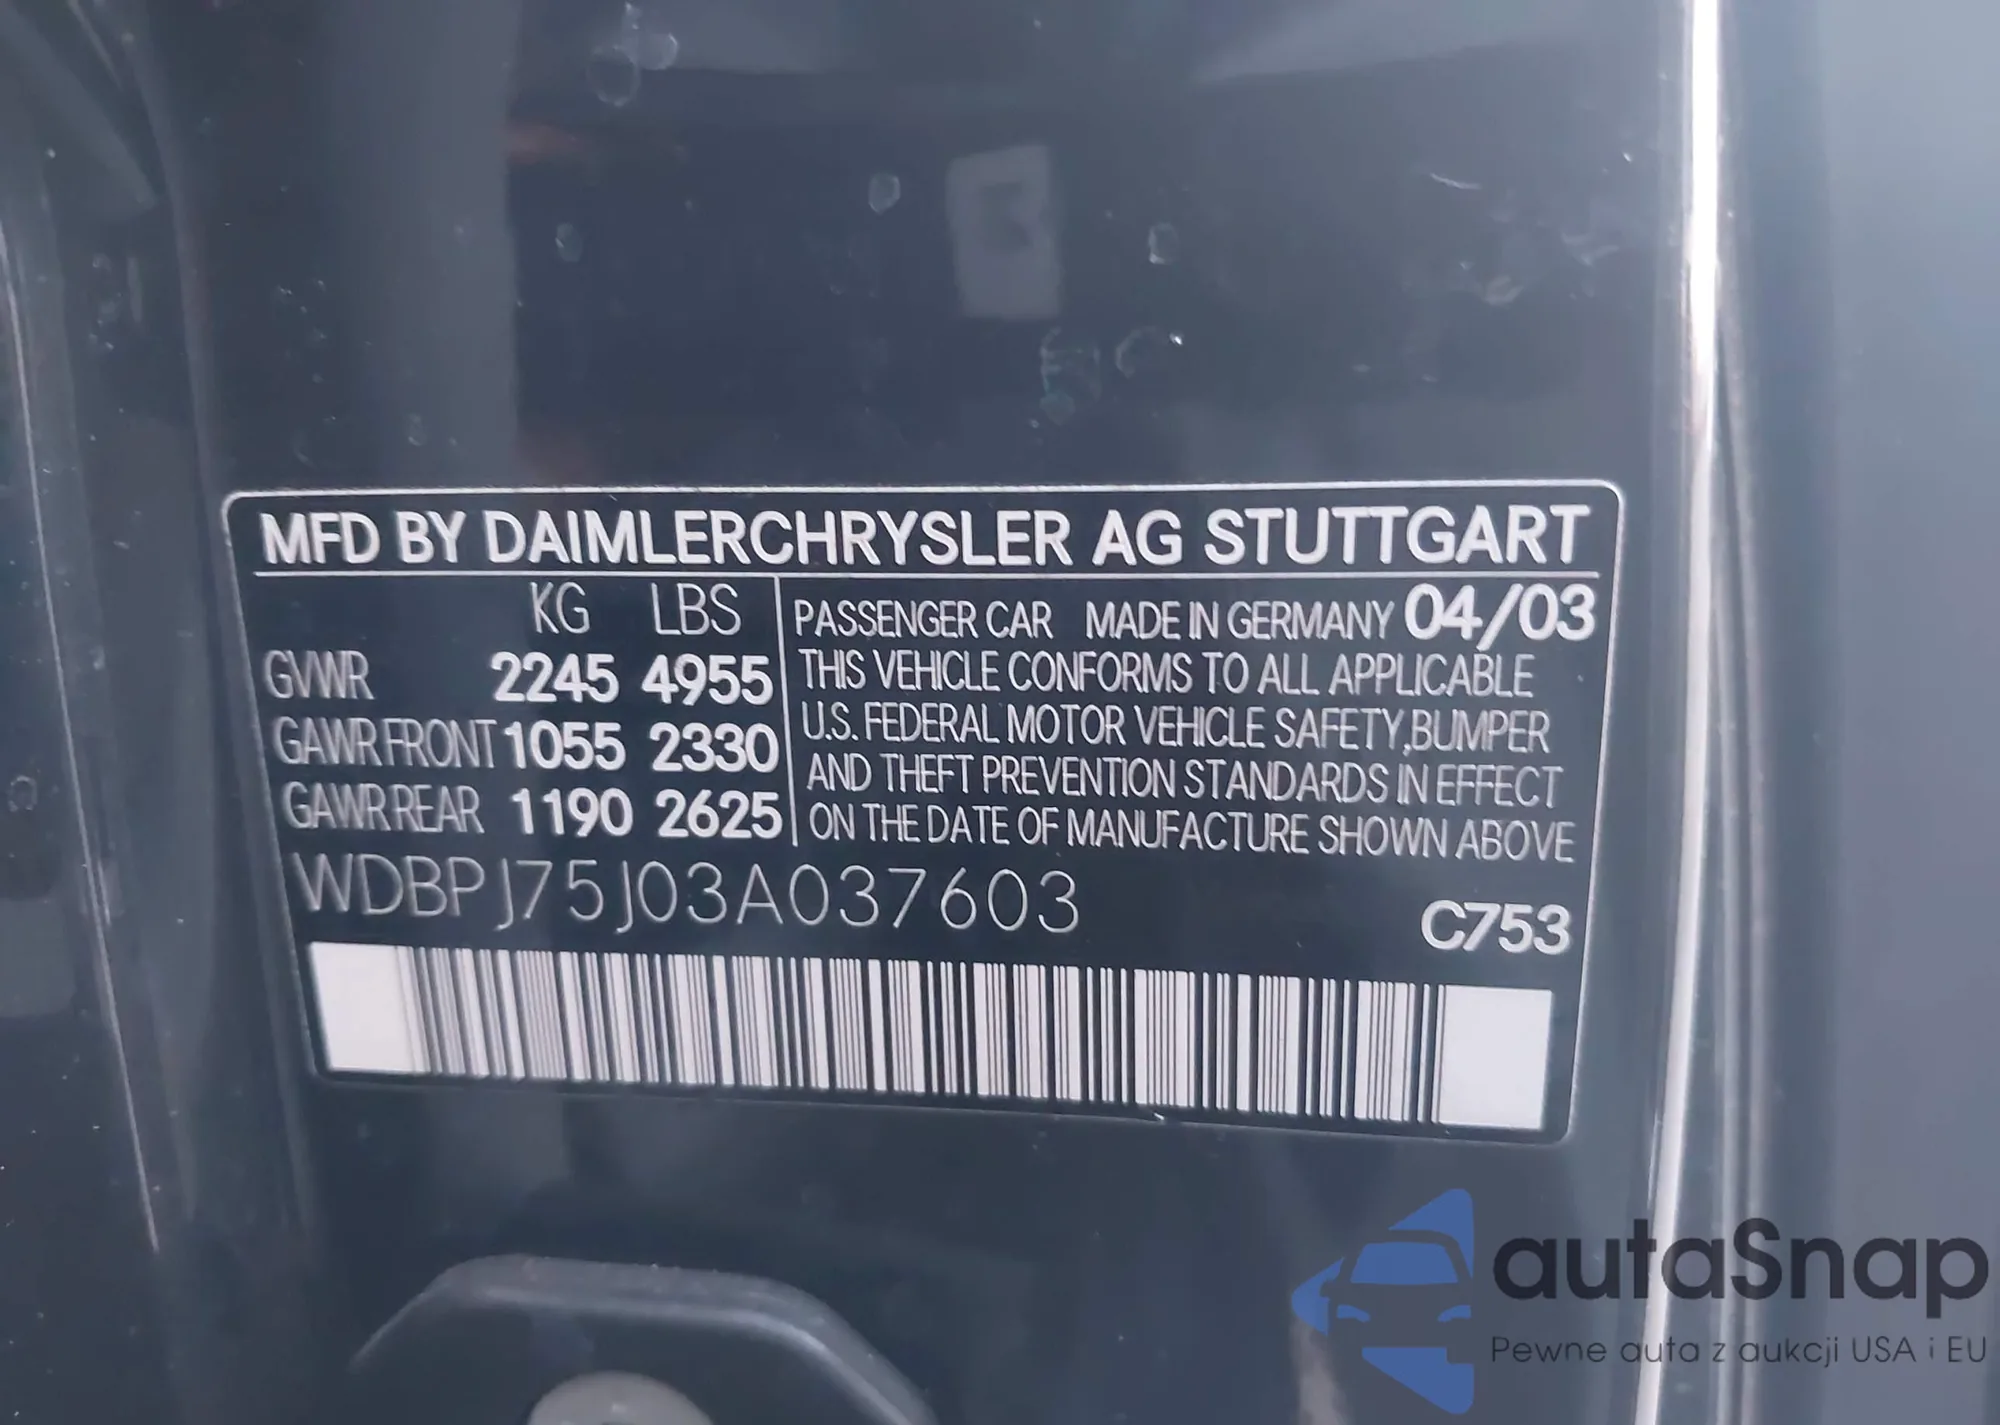 MFD BY DAIMLERCHRYSLER AG STUTTGART
KG LBS
GVWR 2245 4955
GAWR FRONT 1055 2330
GAWR REAR 1190 2625
PASSENGER CAR MADE IN GERMANY 04/03
THIS VEHICLE CONFORMS TO ALL APPLICABLE
U.S. FEDERAL MOTOR VEHICLE SAFETY,BUMPER
AND THEFT PREVENTION STANDARDS IN EFFECT
ON THE DATE OF MANUFACTURE SHOWN ABOVE
WDBPJ75J03A037603
C753
autaSnap
Pewne auta z aukcji USA i EU